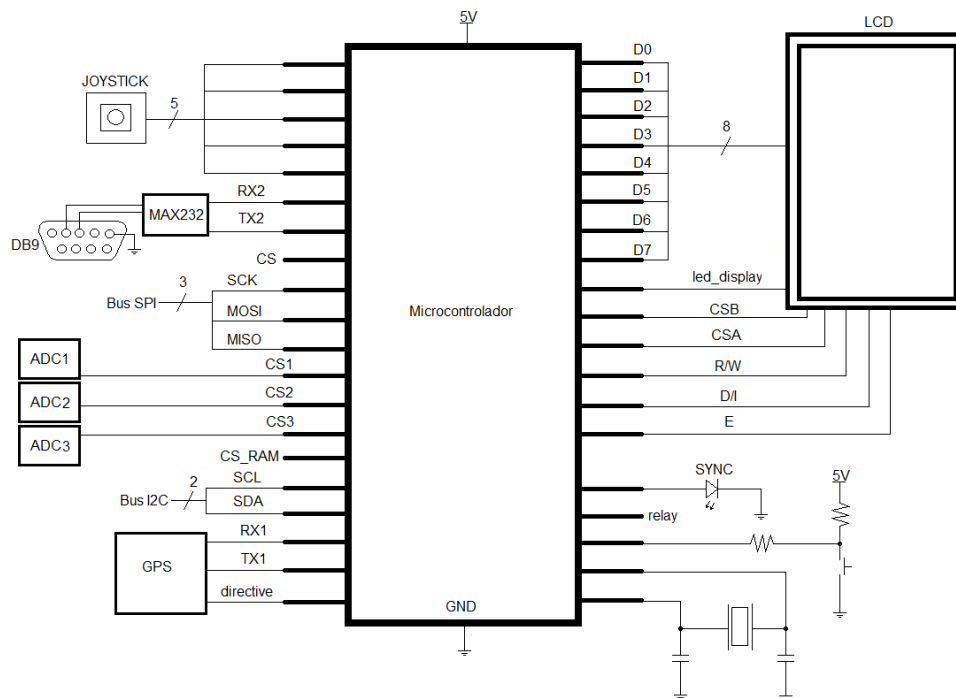 5V
LCD
JOYSTICK
5
D0
D1
D2
D3
8
D4
D5
D6
D7
RX2
MAX232
TX2
DB9
CS
SCK
3
Bus SPI
MOSI
MISO
Microcontrolador
led_display
CSB
CSA
R/W
D/I
E
ADC1
CS1
ADC2
CS2
ADC3
CS3
CS_RAM
SCL
2
Bus I2C
SDA
RX1
GPS
TX1
directive
GND
SYNC
5V
relay